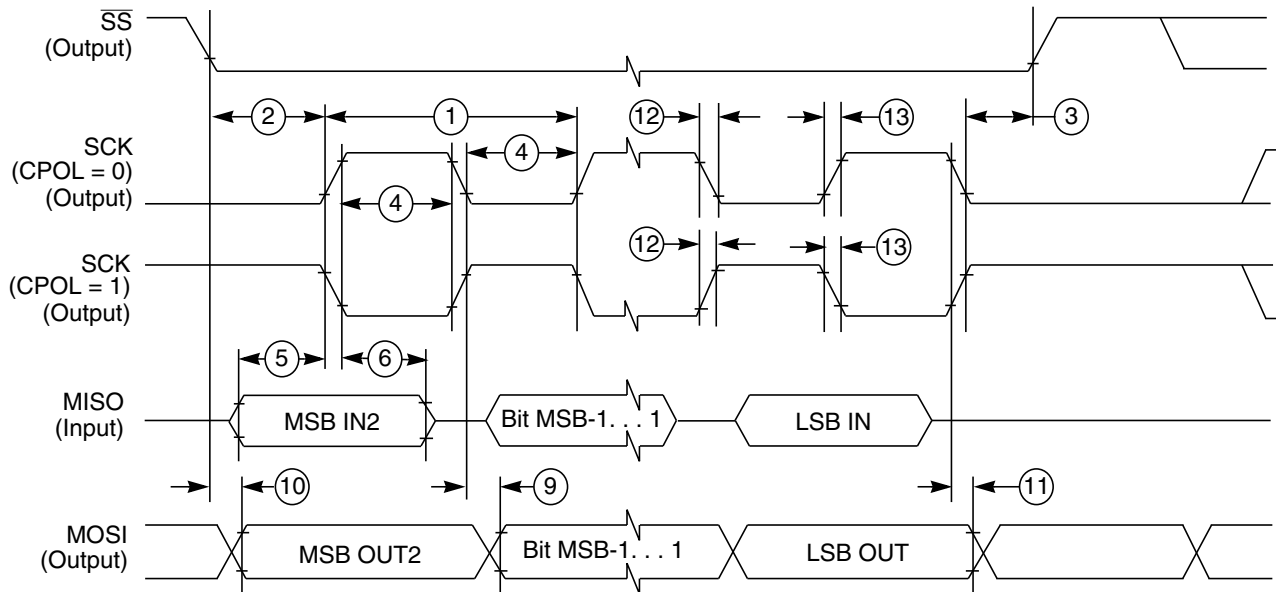 SS
(Output)
2
1
12
13
3
SCK
(CPOL = 0)
(Output)
4
4
12
13
SCK
(CPOL = 1)
(Output)
5
6
MISO
(Input)
MSB IN2
Bit MSB-1. . . 1
LSB IN
10
9
11
MOSI
(Output)
MSB OUT2
Bit MSB-1. . . 1
LSB OUT